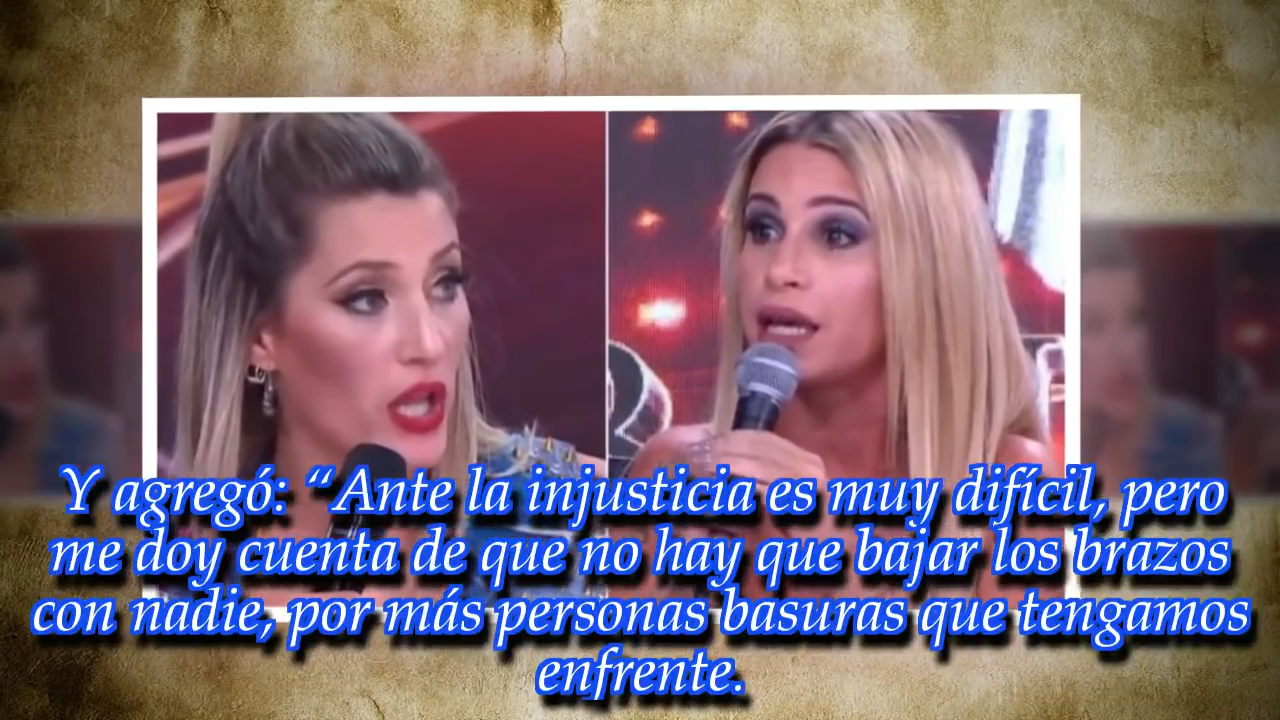 Y agregó: “Ante la injusticia es muy difícil, pero
me doy cuenta de que no hay que bajar los brazos
con nadie, por más personas basuras que tengamos
enfrente.